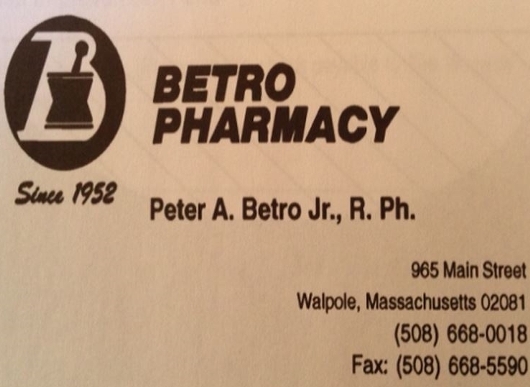 B
BETRO
PHARMACY
Since 1952
Peter A. Betro Jr., R. Ph.
965 Main Street
Walpole, Massachusetts 02081
(508) 668-0018
Fax: (508) 668-5590